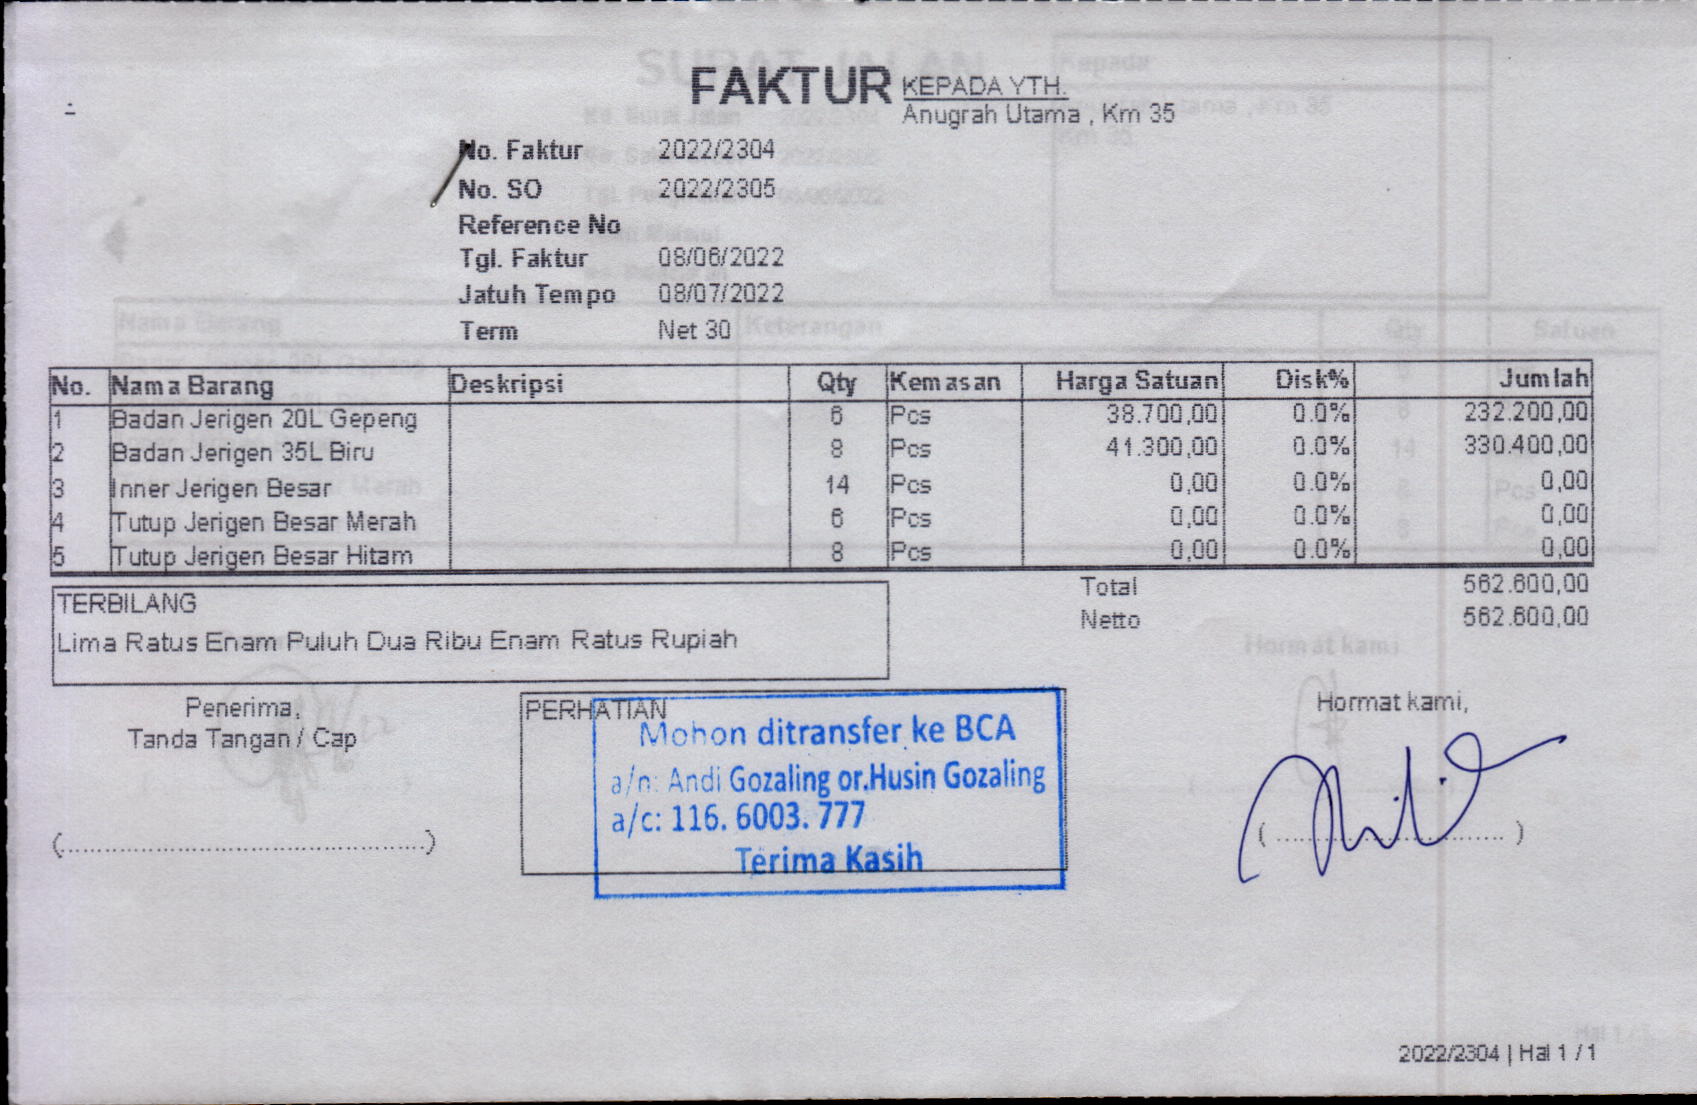 FAKTUR
KEPADA YTH.
Anugrah Utama , Km 35
No. Faktur 2022/2304
No. SO 2022/2305
Reference No
Tgl. Faktur 08/06/2022
Jatuh Tempo 08/07/2022
Term Net 30
No. Nama Barang Deskripsi Qty Kemasan Harga Satuan Disk% Jumlah
1 Badan Jerigen 20L Gepeng 6 Pcs 38.700,00 0.0% 232.200,00
2 Badan Jerigen 35L Biru 8 Pcs 41.300,00 0.0% 330.400,00
3 Inner Jerigen Besar 14 Pcs 0,00 0.0% 0,00
4 Tutup Jerigen Besar Merah 6 Pcs 0,00 0.0% 0,00
5 Tutup Jerigen Besar Hitam 8 Pcs 0,00 0.0% 0,00
Total 562.600,00
Netto 562.600,00
TERBILANG
Lima Ratus Enam Puluh Dua Ribu Enam Ratus Rupiah
Penerima,
Tanda Tangan / Cap
(..............................................)
PERHATIAN
Mohon ditransfer ke BCA
a/n: Andi Gozaling or.Husin Gozaling
a/c: 116. 6003. 777
Terima Kasih
Hormat kami,
(..............................)
2022/2304 | Hal 1 / 1